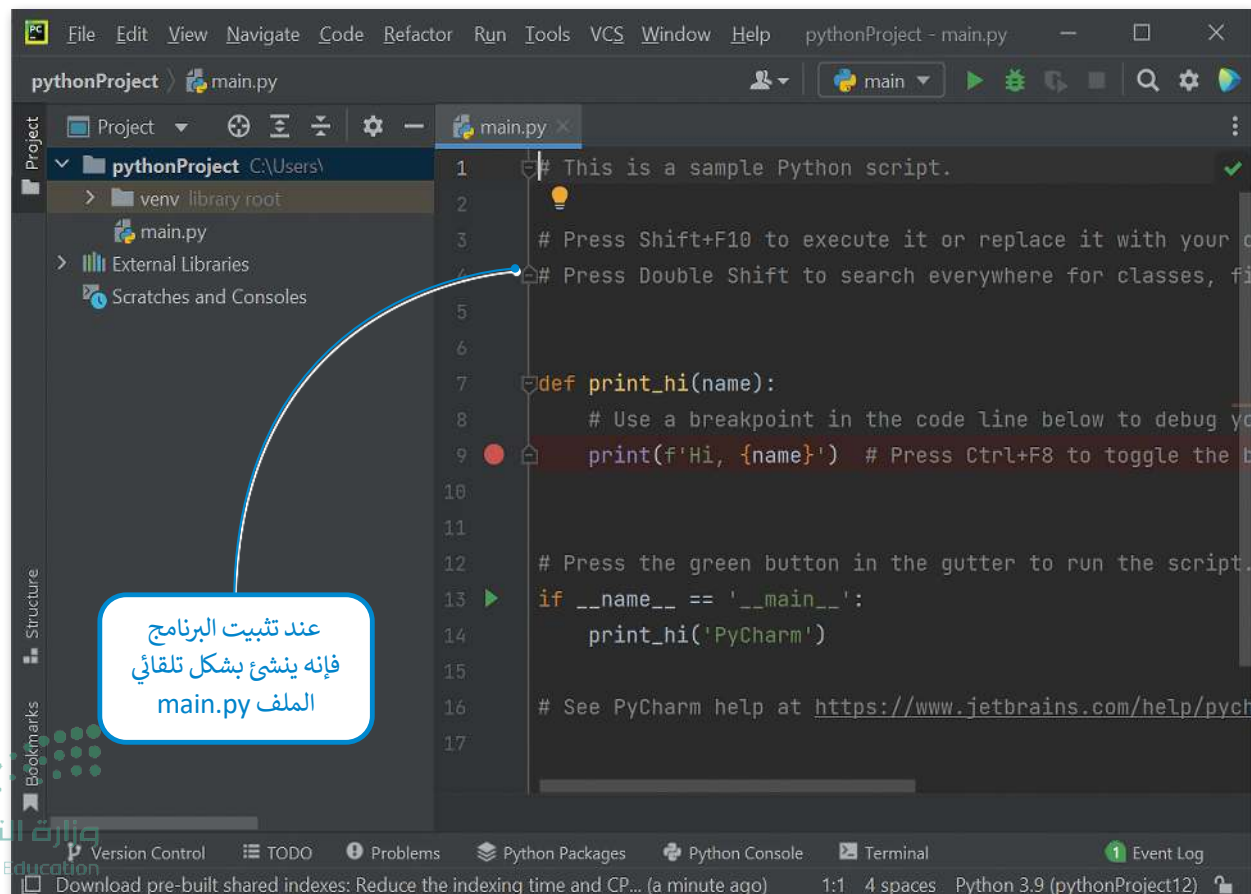 File Edit View Navigate Code Refactor Run Tools VCS Window Help pythonProject - main.py
pythonProject main.py
main
Project
Project
main.py
pythonProject C:\Users\
venv library root
main.py
External Libraries
Scratches and Consoles
1 # This is a sample Python script.
2
3 # Press Shift+F10 to execute it or replace it with your
4 # Press Double Shift to search everywhere for classes, fi
5
6
7 def print_hi(name):
8 # Use a breakpoint in the code line below to debug yo
9 print(f'Hi, {name}') # Press Ctrl+F8 to toggle the b
10
11
12 # Press the green button in the gutter to run the script.
13 if __name__ == '__main__':
14 print_hi('PyCharm')
15
16 # See PyCharm help at https://www.jetbrains.com/help/pych
17
عند تثبيت البرنامج
فإنه ينشئ بشكل تلقائي
الملف main.py
Structure
Bookmarks
وزارة
Education
Version Control TODO Problems Python Packages Python Console Terminal 1 Event Log
Download pre-built shared indexes: Reduce the indexing time and CP... (a minute ago) 1:1 4 spaces Python 3.9 (pythonProject12)